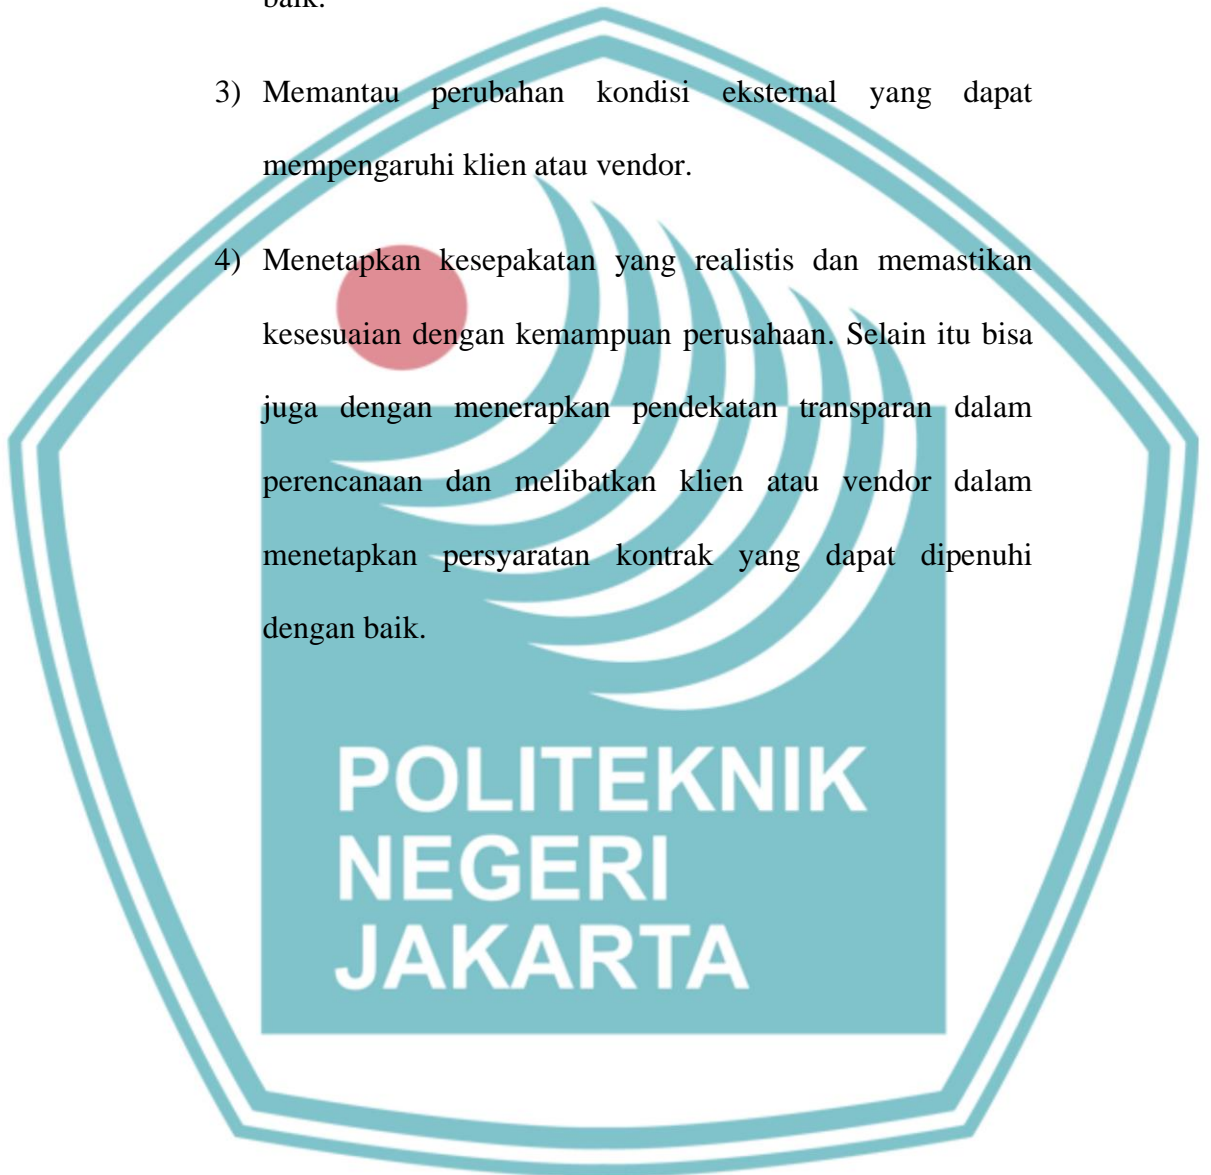 baik.
3) Memantau perubahan kondisi eksternal yang dapat
mempengaruhi klien atau vendor.
4) Menetapkan kesepakatan yang realistis dan memastikan
kesesuaian dengan kemampuan perusahaan. Selain itu bisa
juga dengan menerapkan pendekatan transparan dalam
perencanaan dan melibatkan klien atau vendor dalam
menetapkan persyaratan kontrak yang dapat dipenuhi
dengan baik.
POLITEKNIK
NEGERI
JAKARTA